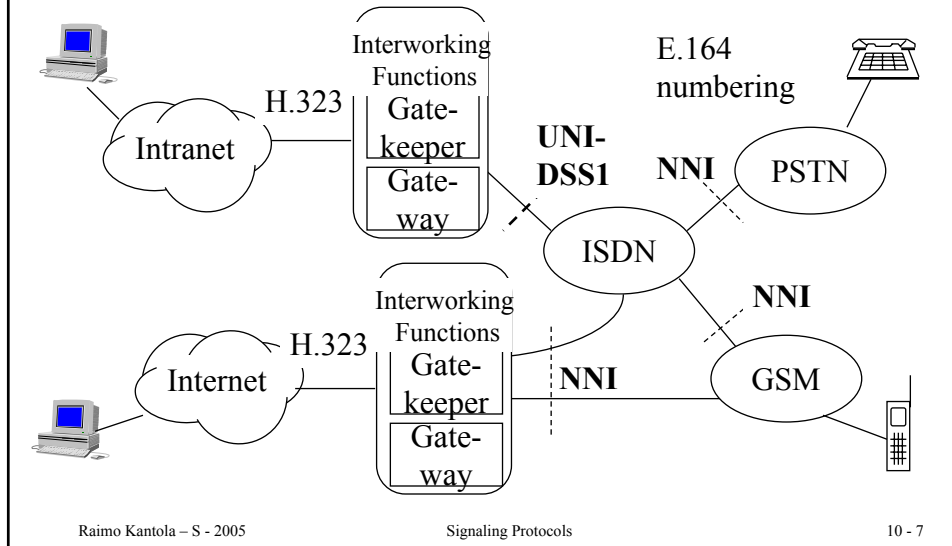 Interworking
Functions
Gate-
keeper
Gate-
way
H.323
Intranet
E.164
numbering
UNI-
DSS1
NNI
PSTN
ISDN
NNI
Interworking
Functions
Gate-
keeper
Gate-
way
H.323
Internet
NNI
GSM
Raimo Kantola – S - 2005
Signaling Protocols
10 - 7